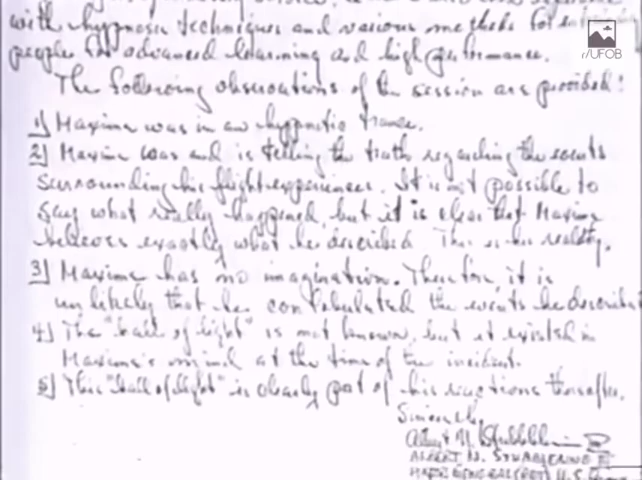 with hypnosis techniques and various methods for
people for advanced learning and high performance.
The following observations of the session are provided:
1) Maxime was in an hypnotic trance.
2) Maxime was and is telling the truth regarding the events
surrounding his flight experiences. It is not possible to
say what really happened, but it is clear that Maxime
believes exactly what he described. This is his reality.
3) Maxime has no imagination. Therefore, it is
unlikely that he confabulated the events he described
4) The "ball of light" is not known, but it existed in
Maxime's mind at the time of the incident.
5) This "ball of light" is clearly part of his reactions thereafter.
Sincerely,
ALBERT N. STUBBLEBINE III
MAJOR GENERAL (RET) U.S.
r/UFOB